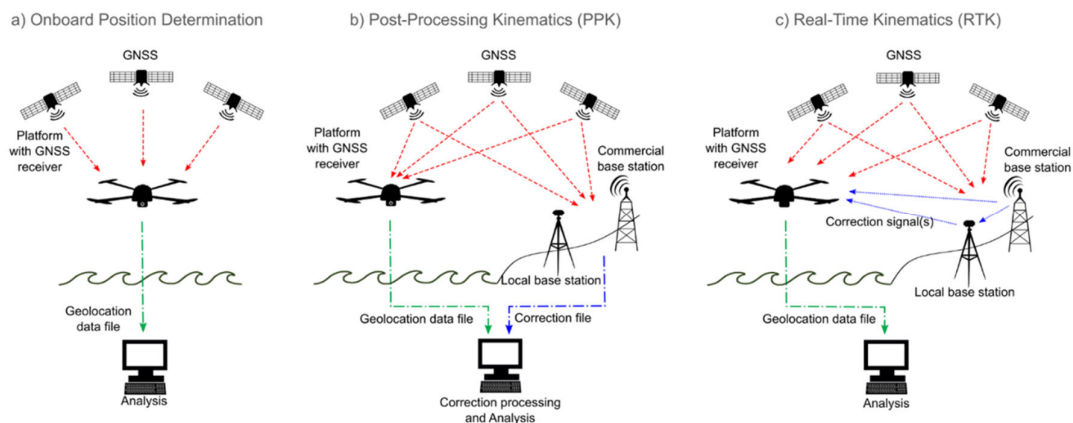 a) Onboard Position Determination
GNSS
Platform
with GNSS
receiver
Geolocation
data file
Analysis
b) Post-Processing Kinematics (PPK)
GNSS
Platform
with GNSS
receiver
Commercial
base station
Local base station
Geolocation data file
Correction file
Correction processing
and Analysis
c) Real-Time Kinematics (RTK)
GNSS
Platform
with GNSS
receiver
Commercial
base station
Correction signal(s)
Local base station
Geolocation data file
Analysis